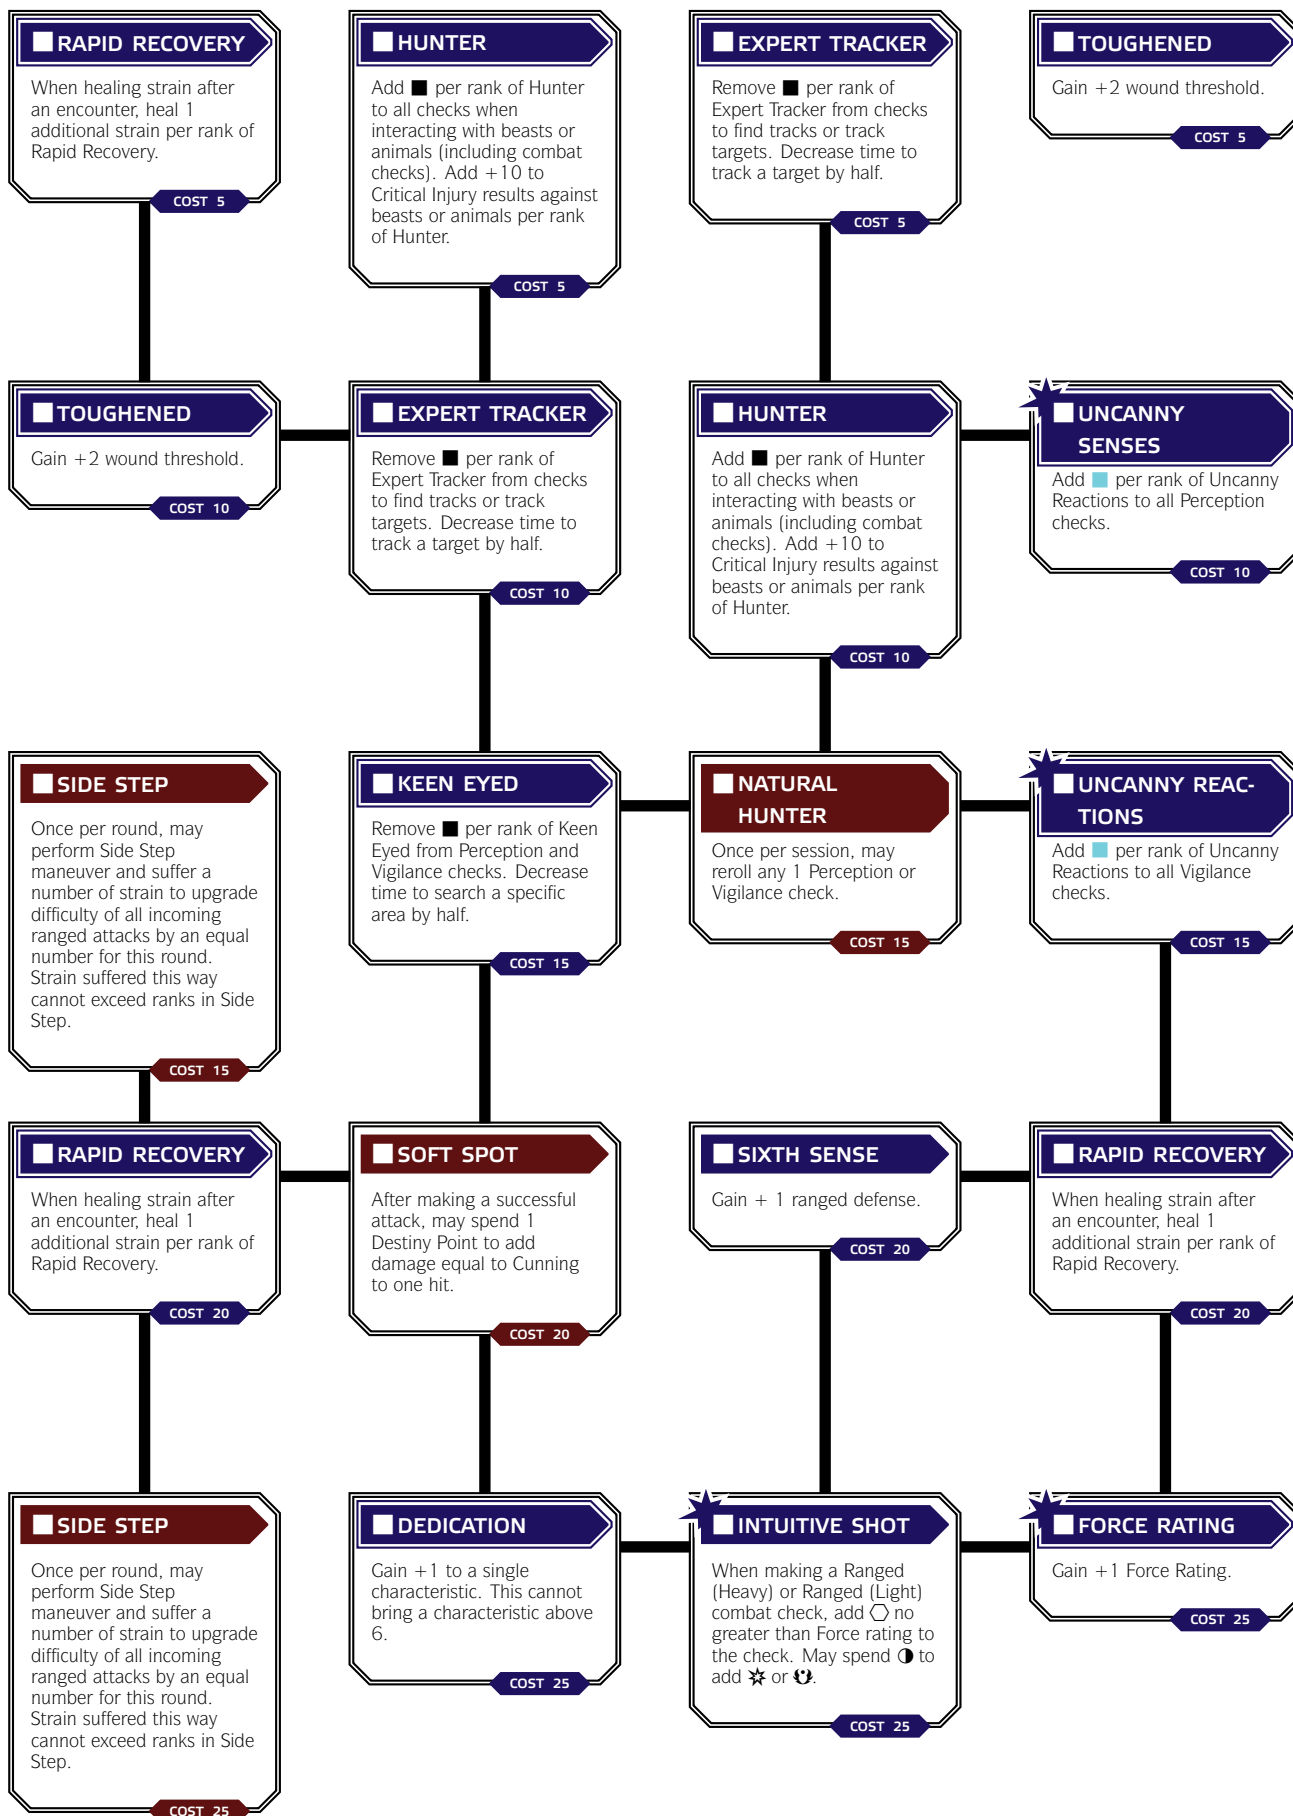 RAPID RECOVERY
When healing strain after
an encounter, heal 1
additional strain per rank of
Rapid Recovery.
COST 5
HUNTER
Add ■ per rank of Hunter
to all checks when
interacting with beasts or
animals (including combat
checks). Add +10 to
Critical Injury results against
beasts or animals per rank
of Hunter.
COST 5
EXPERT TRACKER
Remove ■ per rank of
Expert Tracker from checks
to find tracks or track
targets. Decrease time to
track a target by half.
COST 5
TOUGHENED
Gain +2 wound threshold.
COST 5
TOUGHENED
Gain +2 wound threshold.
COST 10
EXPERT TRACKER
Remove ■ per rank of
Expert Tracker from checks
to find tracks or track
targets. Decrease time to
track a target by half.
COST 10
HUNTER
Add ■ per rank of Hunter
to all checks when
interacting with beasts or
animals (including combat
checks). Add +10 to
Critical Injury results against
beasts or animals per rank
of Hunter.
COST 10
UNCANNY
SENSES
Add ■ per rank of Uncanny
Reactions to all Perception
checks.
COST 10
SIDE STEP
Once per round, may
perform Side Step
maneuver and suffer a
number of strain to upgrade
difficulty of all incoming
ranged attacks by an equal
number for this round.
Strain suffered this way
cannot exceed ranks in Side
Step.
COST 15
KEEN EYED
Remove ■ per rank of Keen
Eyed from Perception and
Vigilance checks. Decrease
time to search a specific
area by half.
COST 15
NATURAL
HUNTER
Once per session, may
reroll any 1 Perception or
Vigilance check.
COST 15
UNCANNY REAC-
TIONS
Add ■ per rank of Uncanny
Reactions to all Vigilance
checks.
COST 15
RAPID RECOVERY
When healing strain after
an encounter, heal 1
additional strain per rank of
Rapid Recovery.
COST 20
SOFT SPOT
After making a successful
attack, may spend 1
Destiny Point to add
damage equal to Cunning
to one hit.
COST 20
SIXTH SENSE
Gain + 1 ranged defense.
COST 20
RAPID RECOVERY
When healing strain after
an encounter, heal 1
additional strain per rank of
Rapid Recovery.
COST 20
SIDE STEP
Once per round, may
perform Side Step
maneuver and suffer a
number of strain to upgrade
difficulty of all incoming
ranged attacks by an equal
number for this round.
Strain suffered this way
cannot exceed ranks in Side
Step.
COST 25
DEDICATION
Gain +1 to a single
characteristic. This cannot
bring a characteristic above
6.
COST 25
INTUITIVE SHOT
When making a Ranged
(Heavy) or Ranged (Light)
combat check, add ⬡ no
greater than Force rating to
the check. May spend ◑ to
add or
COST 25
FORCE RATING
Gain +1 Force Rating.
COST 25